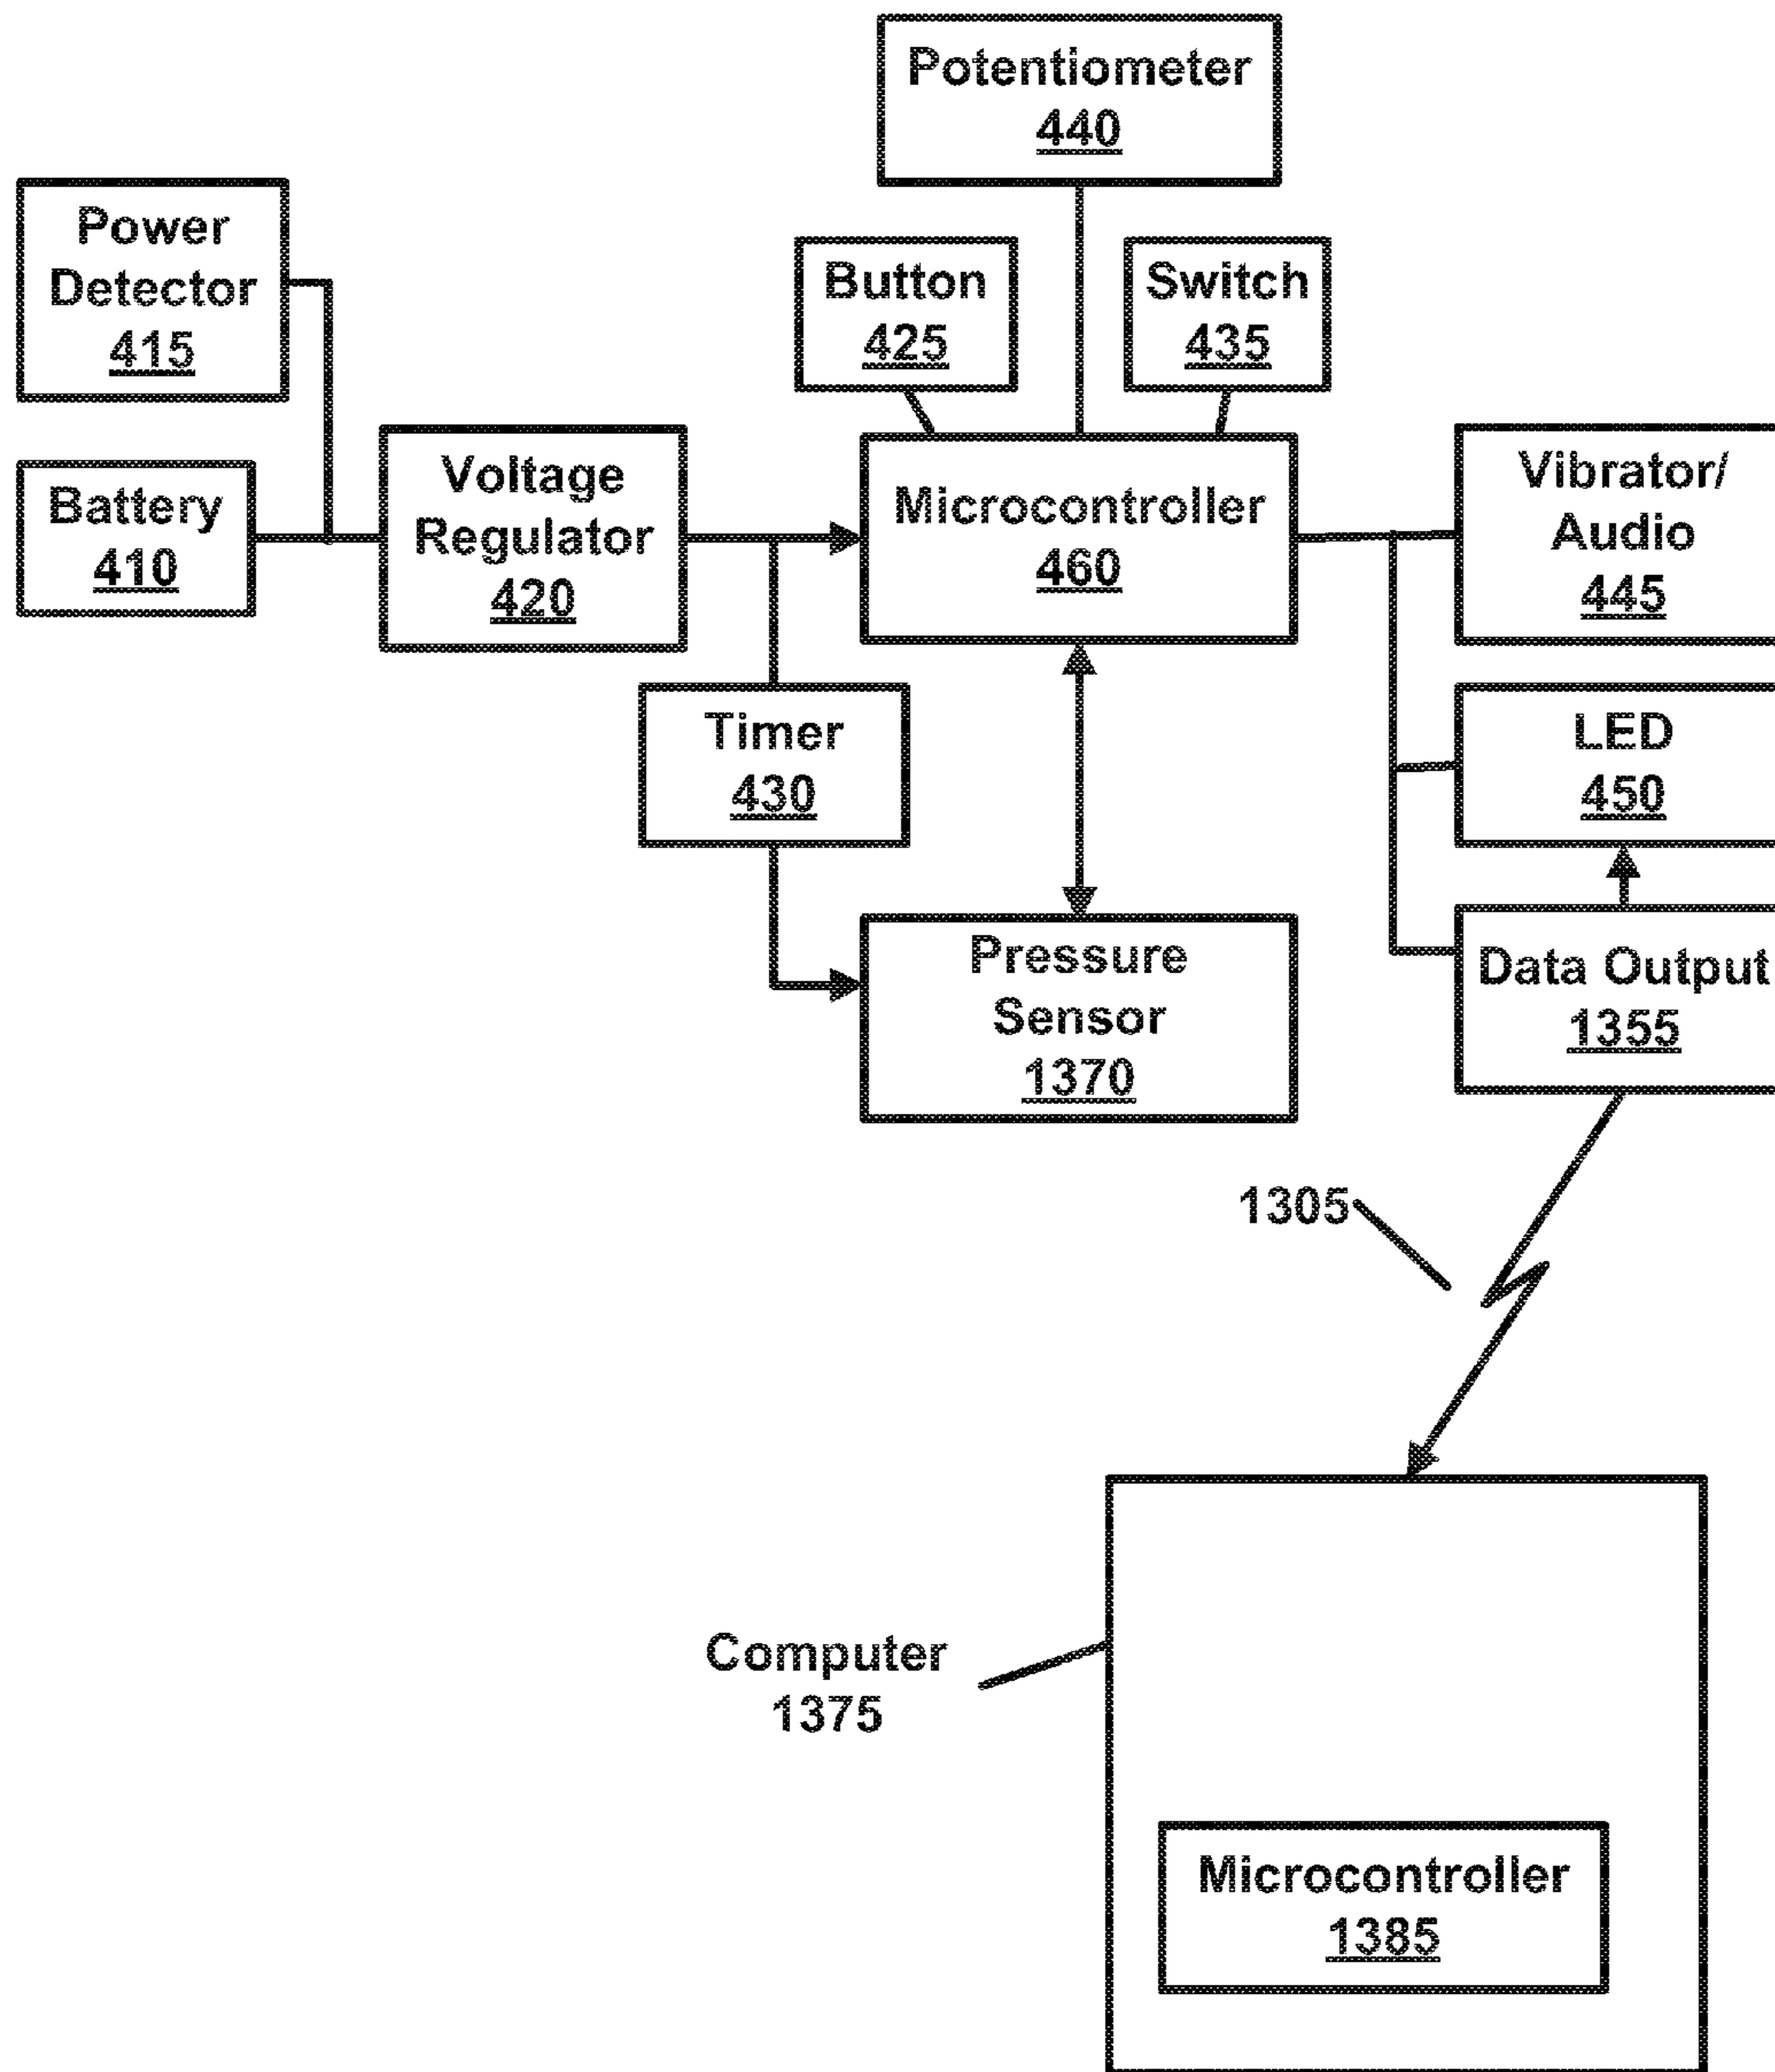 Potentiometer
440
Power
Detector
415
Button
425
Switch
435
Battery
410
Voltage
Regulator
420
Microcontroller
460
Vibrator/
Audio
445
Timer
430
LED
450
Pressure
Sensor
1370
Data Output
1355
1305
Computer
1375
Microcontroller
1385